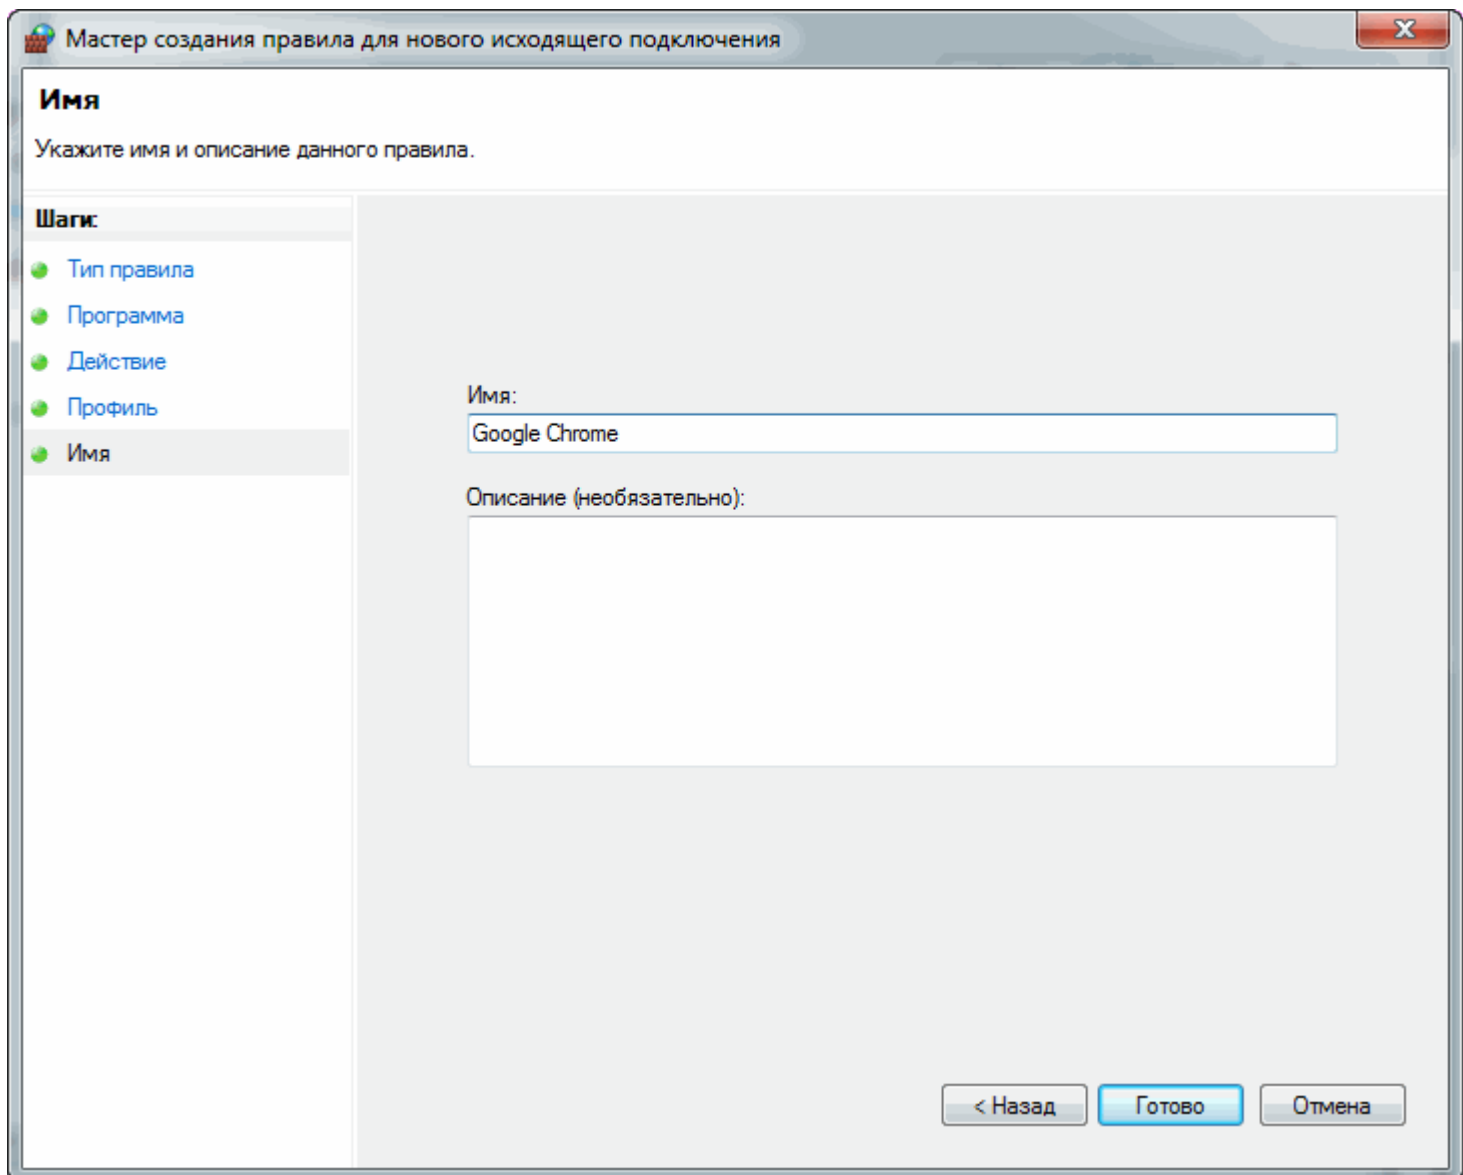 Мастер создания правила для нового исходящего подключения
x
Имя
Укажите имя и описание данного правила.
Шаги:
Тип правила
Программа
Действие
Профиль
Имя
Имя:
Google Chrome
Описание (необязательно):
< Назад
Готово
Отмена